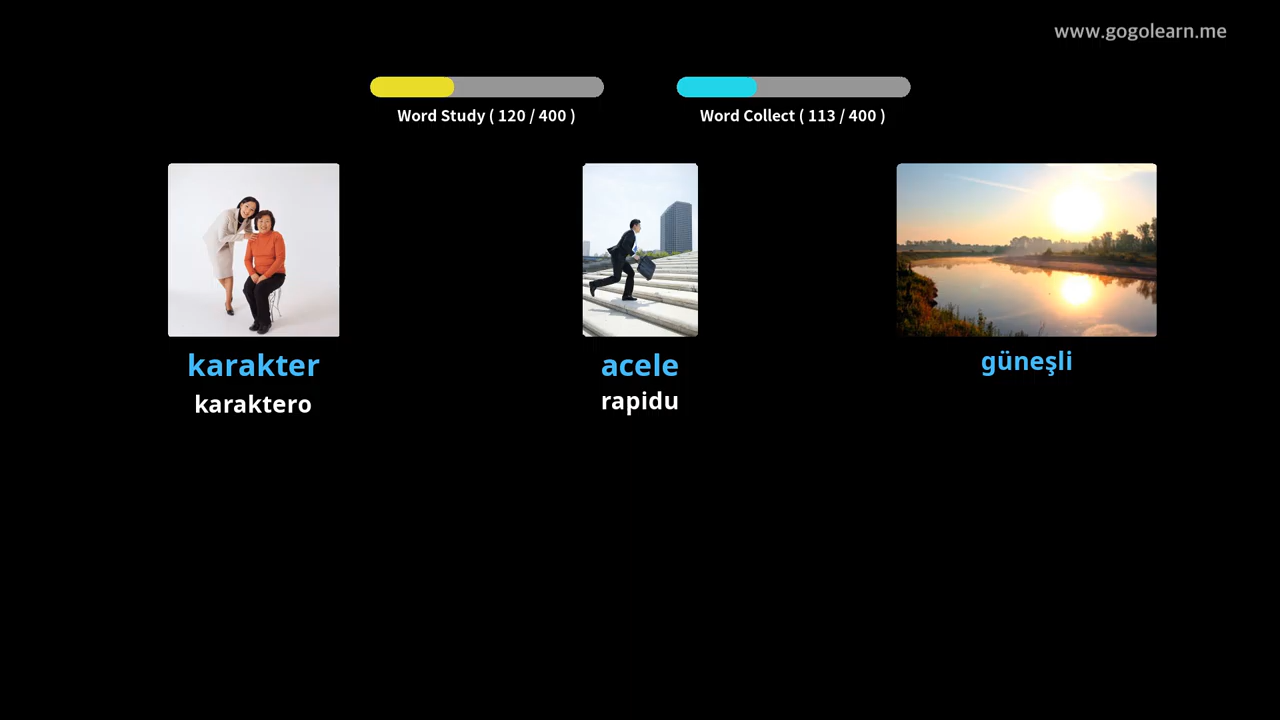 www.gogolearn.me
Word Study ( 120 / 400 )
Word Collect ( 113 / 400 )
karakter
karaktero
acele
rapidu
güneşli